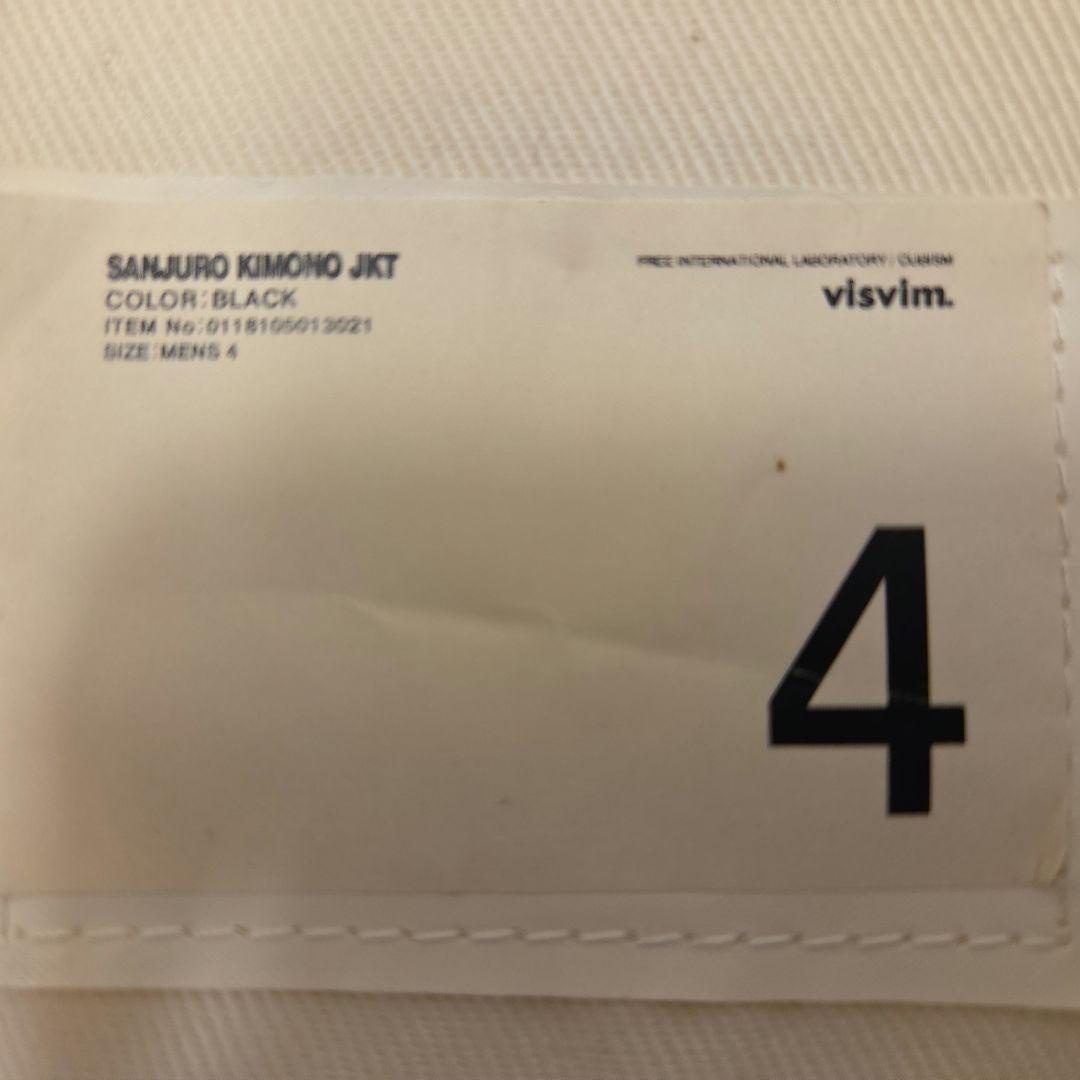 SANJURO KIMONO JKT
COLOR:BLACK
ITEM No:0118105013021
SIZE:MENS 4
FREE INTERNATIONAL LABORATORY / CUBISM
visvim.
4